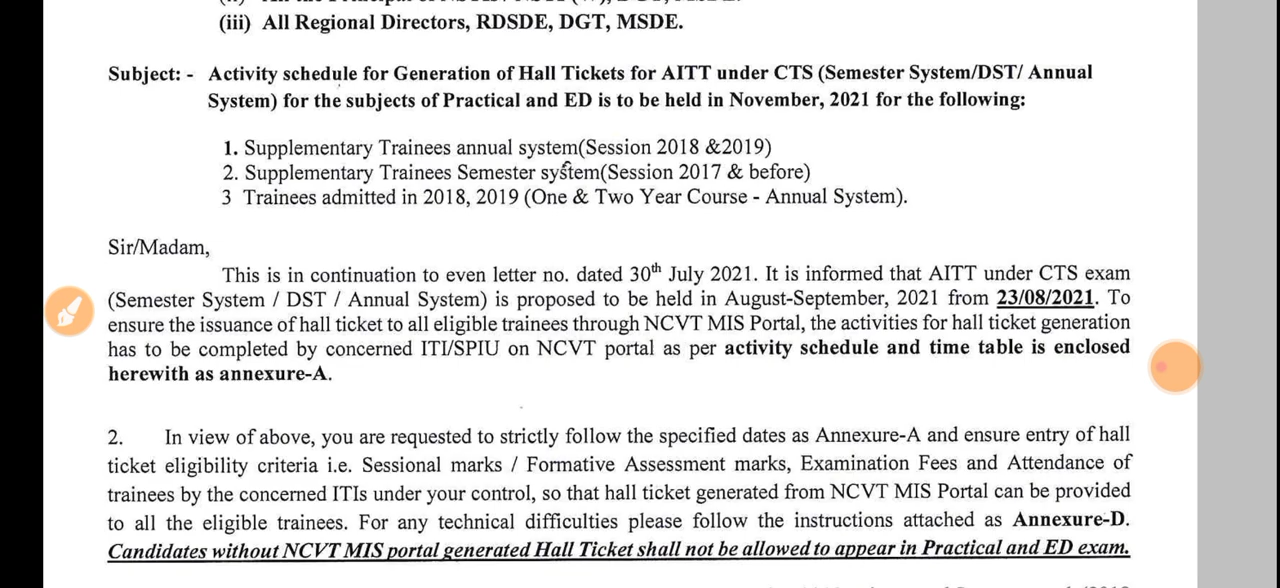 (iii) All Regional Directors, RDSDE, DGT, MSDE.
Subject: - Activity schedule for Generation of Hall Tickets for AITT under CTS (Semester System/DST/ Annual
System) for the subjects of Practical and ED is to be held in November, 2021 for the following:
1. Supplementary Trainees annual system(Session 2018 &2019)
2. Supplementary Trainees Semester system(Session 2017 & before)
3 Trainees admitted in 2018, 2019 (One & Two Year Course - Annual System).
Sir/Madam,
This is in continuation to even letter no. dated 30th July 2021. It is informed that AITT under CTS exam
(Semester System / DST / Annual System) is proposed to be held in August-September, 2021 from 23/08/2021. To
ensure the issuance of hall ticket to all eligible trainees through NCVT MIS Portal, the activities for hall ticket generation
has to be completed by concerned ITI/SPIU on NCVT portal as per activity schedule and time table is enclosed
herewith as annexure-A.
2. In view of above, you are requested to strictly follow the specified dates as Annexure-A and ensure entry of hall
ticket eligibility criteria i.e. Sessional marks / Formative Assessment marks, Examination Fees and Attendance of
trainees by the concerned ITIs under your control, so that hall ticket generated from NCVT MIS Portal can be provided
to all the eligible trainees. For any technical difficulties please follow the instructions attached as Annexure-D.
Candidates without NCVT MIS portal generated Hall Ticket shall not be allowed to appear in Practical and ED exam.